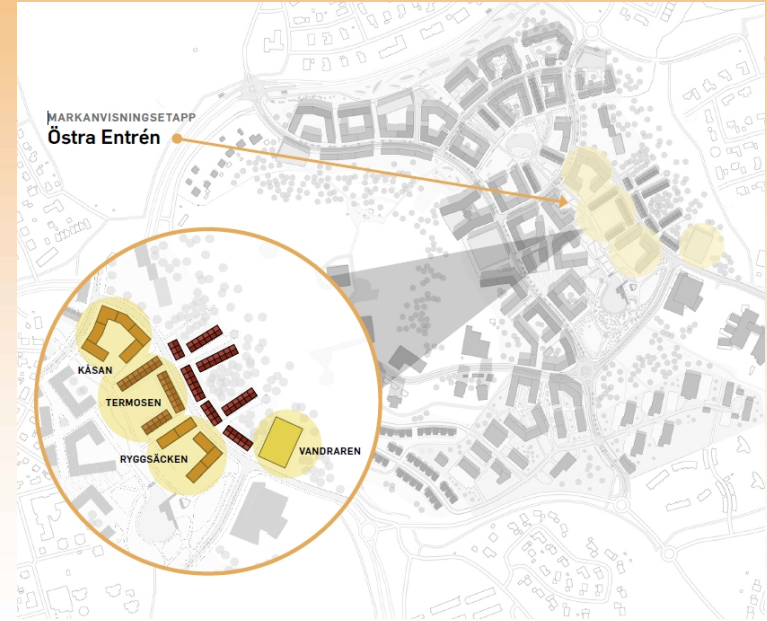 MARKANVISNINGSETAPP
Östra Entrén
KÅSAN
TERMOSEN
RYGGSÄCKEN
VANDRAREN